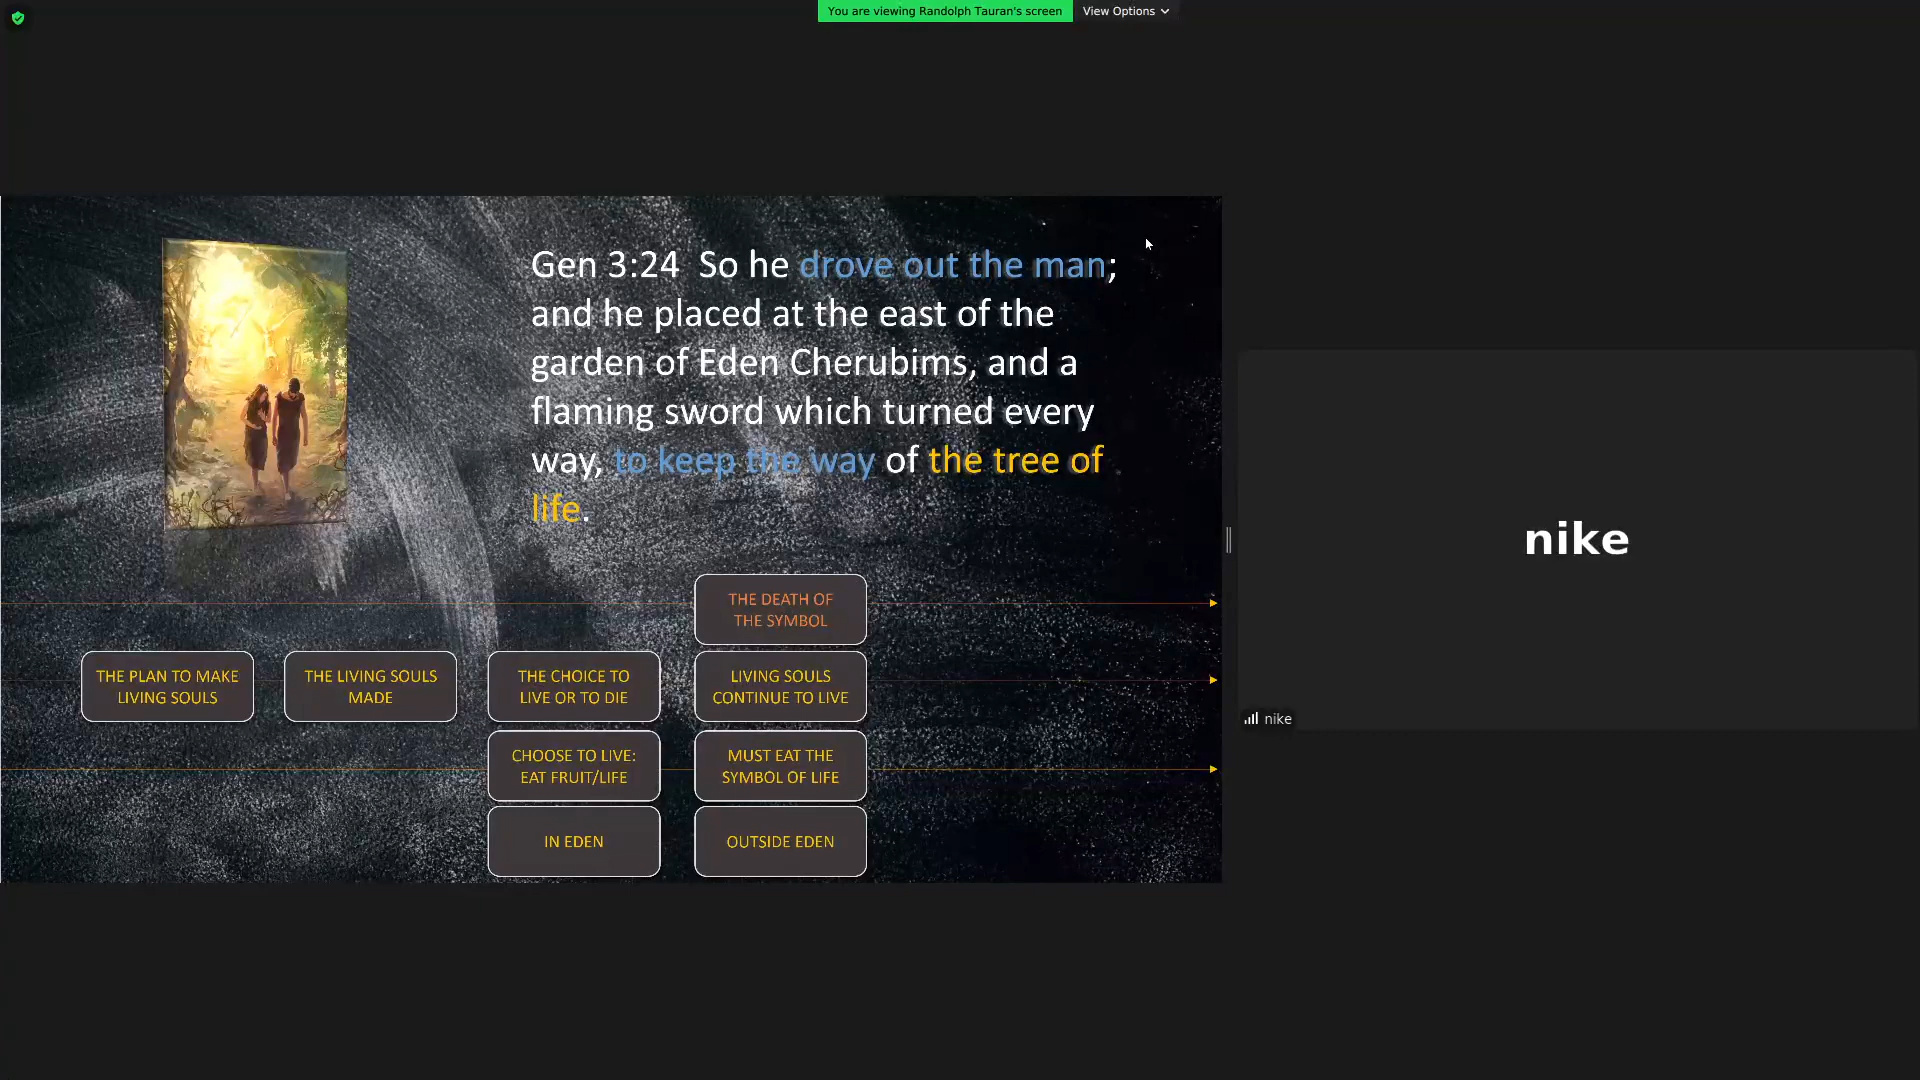 You are viewing Randolph Tauran's screen
View Options
Gen 3:24  So he drove out the man;
and he placed at the east of the
garden of Eden Cherubims, and a
flaming sword which turned every
way, to keep the way of the tree of
life.
THE DEATH OF
THE SYMBOL
THE PLAN TO MAKE
LIVING SOULS
THE LIVING SOULS
MADE
THE CHOICE TO
LIVE OR TO DIE
LIVING SOULS
CONTINUE TO LIVE
CHOOSE TO LIVE:
EAT FRUIT/LIFE
MUST EAT THE
SYMBOL OF LIFE
IN EDEN
OUTSIDE EDEN
nike
nike